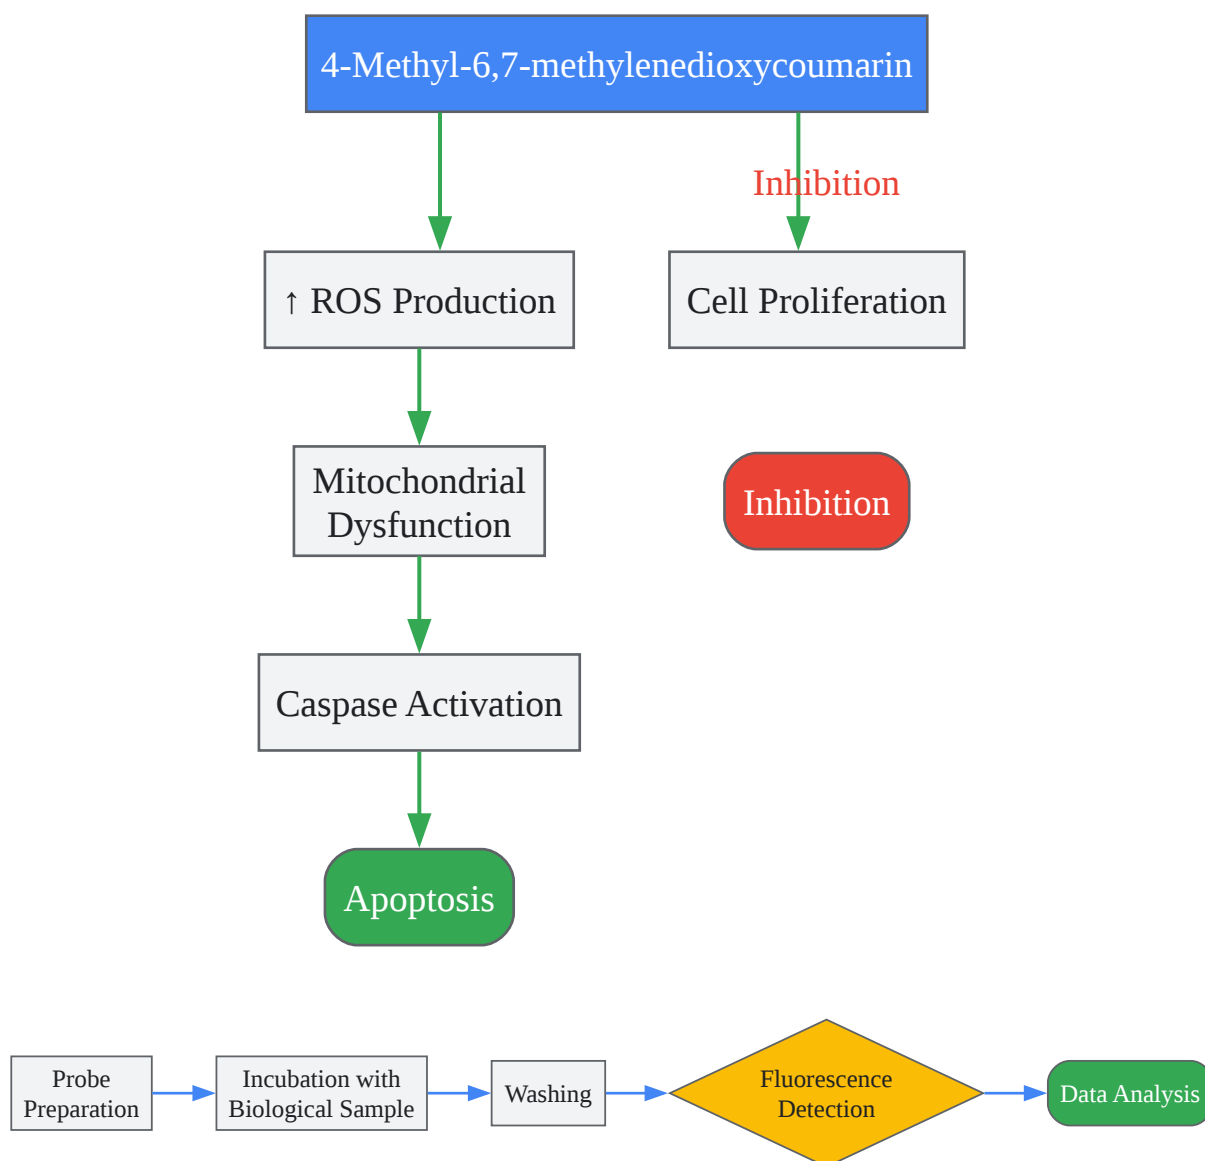 4-Methyl-6,7-methylenedioxycoumarin
Inhibition
↑ ROS Production
Cell Proliferation
Mitochondrial
Dysfunction
Inhibition
Caspase Activation
Apoptosis
Probe
Preparation
Incubation with
Biological Sample
Washing
Fluorescence
Detection
Data Analysis